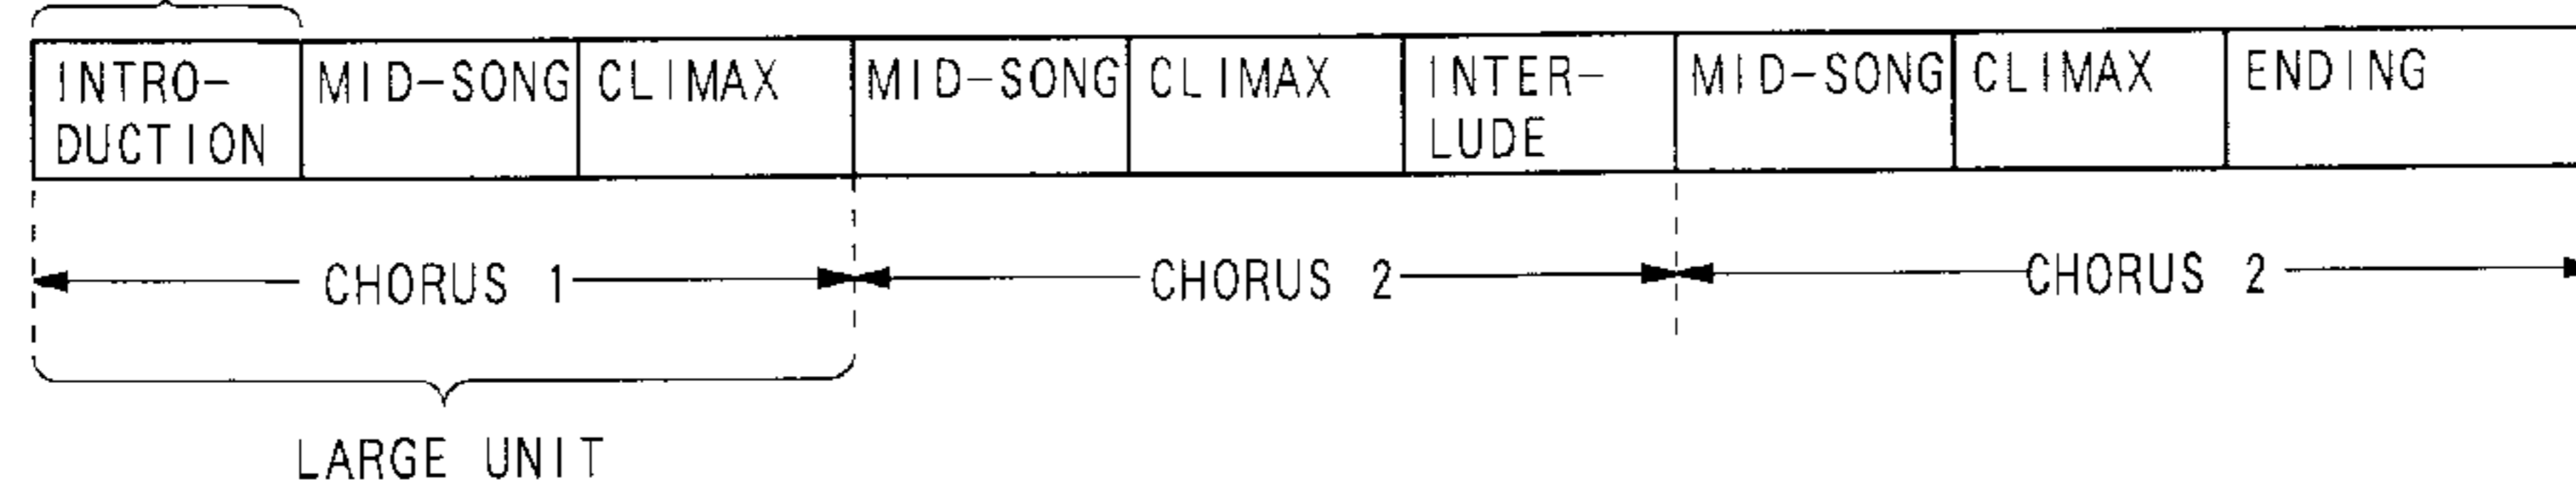 INTRO-
DUCTION
MID-SONG
CLIMAX
MID-SONG
CLIMAX
INTER-
LUDE
MID-SONG
CLIMAX
ENDING
CHORUS 1
CHORUS 2
CHORUS 2
LARGE UNIT